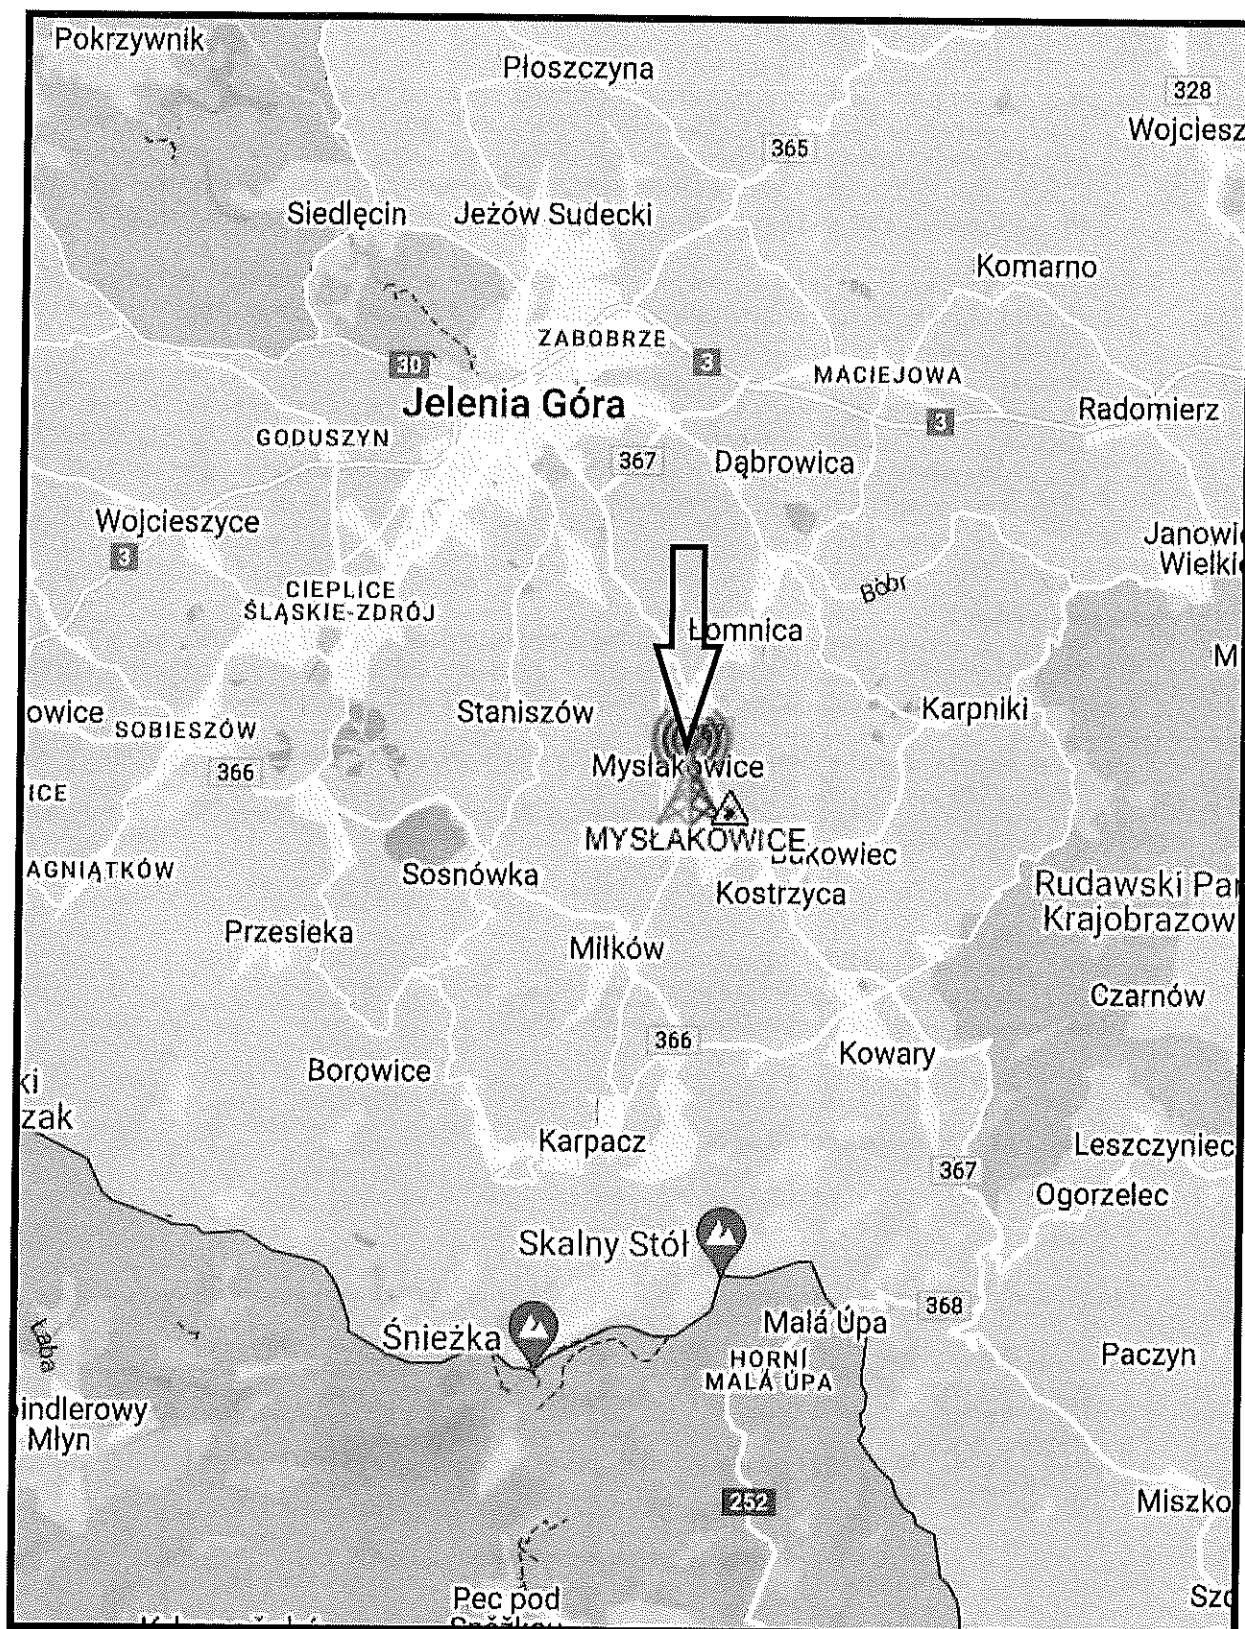 Pokrzywnik
Płoszczyna
328
Wojciesz
365
Siedlęcin
Jeżów Sudecki
Komarno
ZABOBRZE
30
3
MACIEJOWA
Jelenia Góra
3
Radomierz
GODUSZYN
367
Dąbrowica
Wojcieszyce
3
Janowie
Wielkie
CIEPLICE
ŚLĄSKIE-ZDRÓJ
Bóbr
Łomnica
M
owice
SOBIESZÓW
Staniszów
Karpniki
366
Mysłakowice
ICE
MYSŁAKOWICE
Bukowiec
AGNIĄTKÓW
Sosnówka
Kostrzyca
Rudawski Par
Krajobrazow
Przesieka
Miłków
Czarnów
366
Kowary
Borowice
ki
zak
Karpacz
367
Leszczyniec
Ogorzelec
Skalny Stół
368
Śnieżka
Malá Úpa
Łaba
HORNÍ
MALÁ ÚPA
Paczyn
indlerowy
Młyn
252
Miszko
Pec pod
Szc